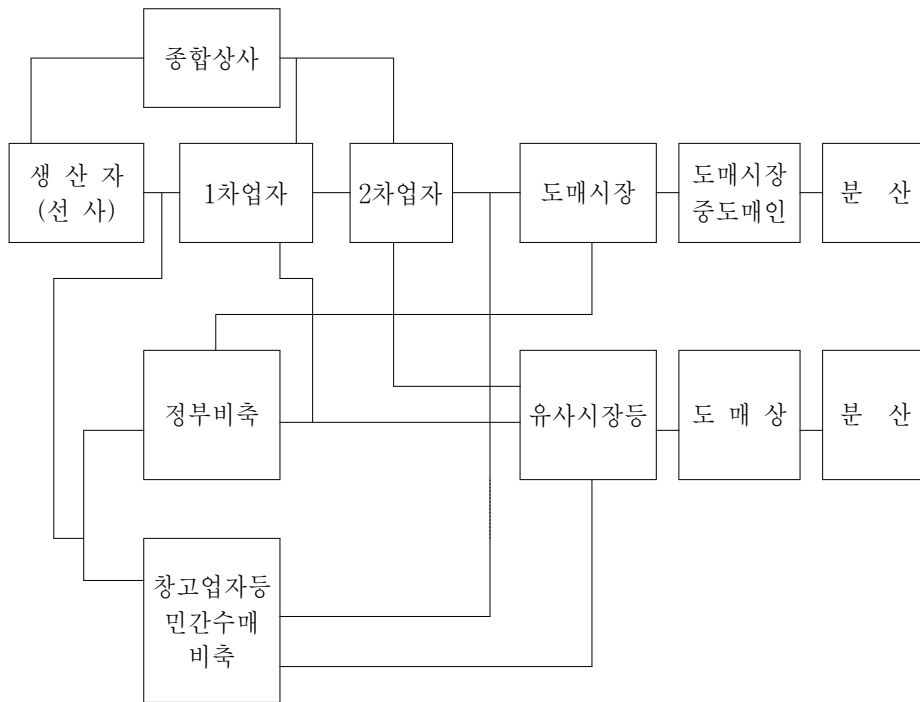 종합상사
생 산 자
(선 사)
1차업자
2차업자
도매시장
도매시장
중도매인
분 산
정부비축
유사시장등
도 매 상
분 산
창고업자등
민간수매
비축